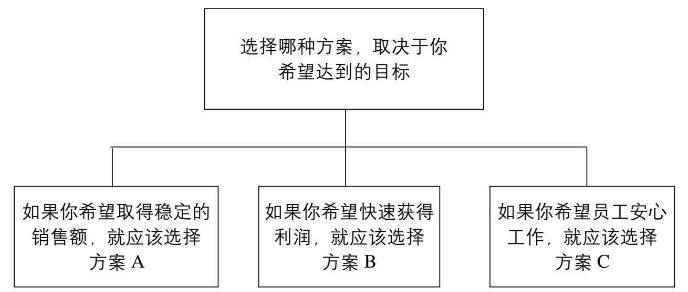 选择哪种方案，取决于你
希望达到的目标
如果你希望取得稳定的
销售额，就应该选择
方案 A
如果你希望快速获得
利润，就应该选择
方案 B
如果你希望员工安心
工作，就应该选择
方案 C